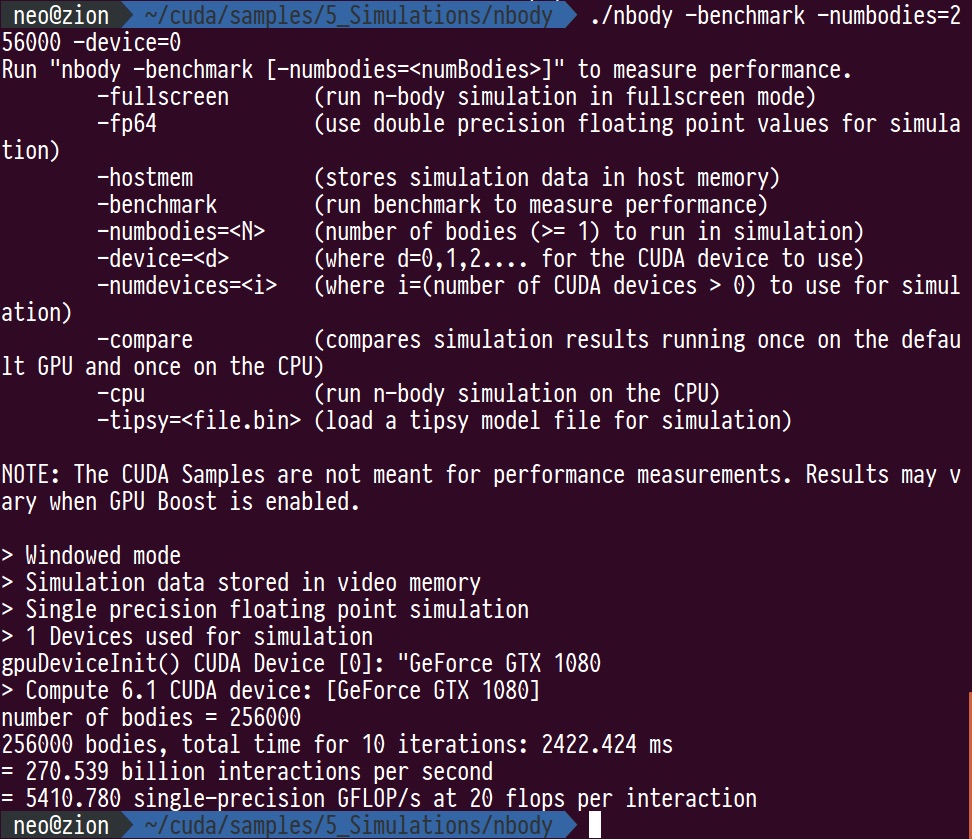 neo@zion ~/cuda/samples/5_Simulations/nbody ./nbody -benchmark -numbodies=2
56000 -device=0
Run "nbody -benchmark [-numbodies=<numBodies>]" to measure performance.
-fullscreen (run n-body simulation in fullscreen mode)
-fp64 (use double precision floating point values for simula
tion)
-hostmem (stores simulation data in host memory)
-benchmark (run benchmark to measure performance)
-numbodies=<N> (number of bodies (>= 1) to run in simulation)
-device=<d> (where d=0,1,2.... for the CUDA device to use)
-numdevices=<i> (where i=(number of CUDA devices > 0) to use for simul
ation)
-compare (compares simulation results running once on the defau
lt GPU and once on the CPU)
-cpu (run n-body simulation on the CPU)
-tipsy=<file.bin> (load a tipsy model file for simulation)
NOTE: The CUDA Samples are not meant for performance measurements. Results may v
ary when GPU Boost is enabled.
> Windowed mode
> Simulation data stored in video memory
> Single precision floating point simulation
> 1 Devices used for simulation
gpuDeviceInit() CUDA Device [0]: "GeForce GTX 1080
> Compute 6.1 CUDA device: [GeForce GTX 1080]
number of bodies = 256000
256000 bodies, total time for 10 iterations: 2422.424 ms
= 270.539 billion interactions per second
= 5410.780 single-precision GFLOP/s at 20 flops per interaction
neo@zion ~/cuda/samples/5_Simulations/nbody